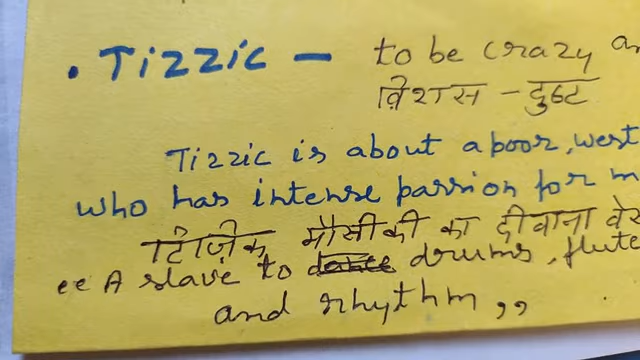 . Tizzic – to be crazy
विशस - दुष्ट
Tizzic is about a poor, west
who has intense passion for m
टिज़िक मौसीकी का दीवाना वेस
" A slave to drums, flute
and rhythm "